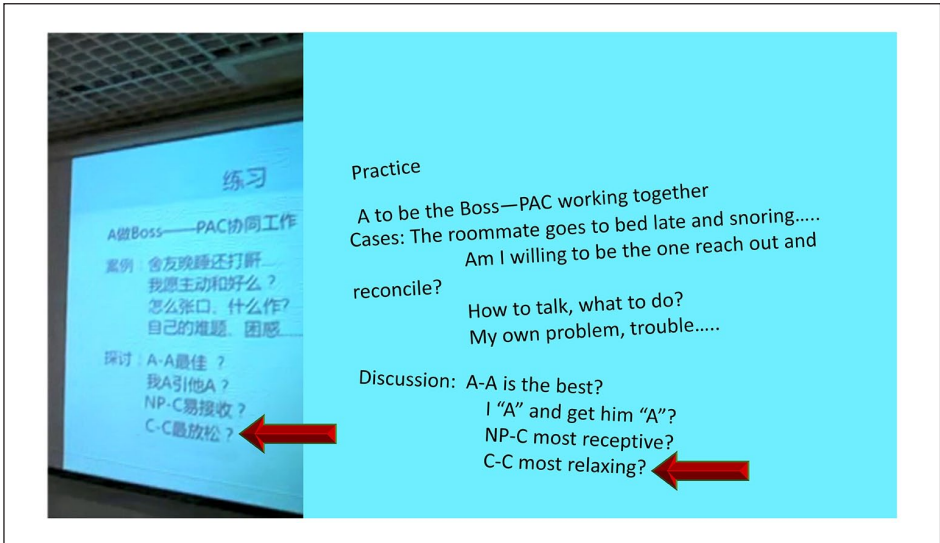 练习
A做Boss——PAC协同工作
案例：舍友晚睡还打鼾......
我愿主动和好么？
怎么张口、什么作?
自己的难题、困惑......
探讨：A-A最佳 ？
我A引他A？
NP-C易接收？
C-C最放松？
Practice
A to be the Boss—PAC working together
Cases: The roommate goes to bed late and snoring…..
Am I willing to be the one reach out and
reconcile?
How to talk, what to do?
My own problem, trouble…..
Discussion: A-A is the best?
I “A” and get him “A”?
NP-C most receptive?
C-C most relaxing?